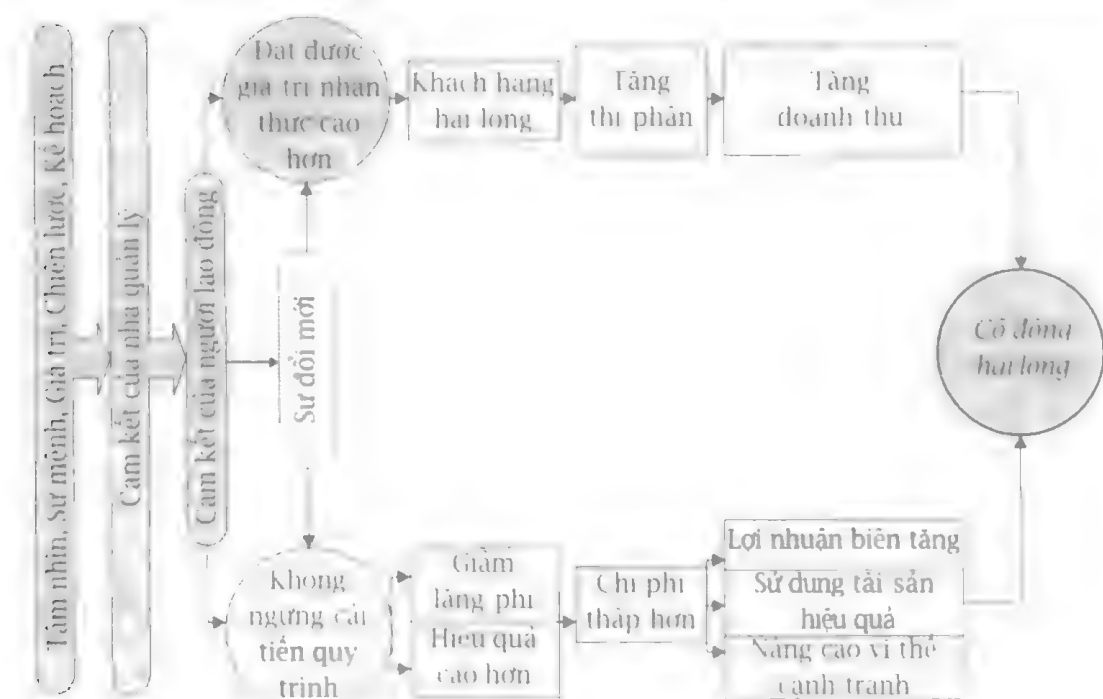 Tầm nhìn, Sứ mệnh, Giá trị, Chiến lược, Kế hoạch
Cam kết của nhà quản lý
Cam kết của người lao động
Sự đổi mới
Đạt được
giá trị nhận
thức cao
hơn
Khách hàng
hài lòng
Tăng
thị phần
Tăng
doanh thu
Cổ đông
hài lòng
Không
ngừng cải
tiến quy
trình
Giảm
lãng phí
Hiệu quả
cao hơn
Chi phí
thấp hơn
Lợi nhuận biên tăng
Sử dụng tài sản
hiệu quả
Nâng cao vị thế
cạnh tranh